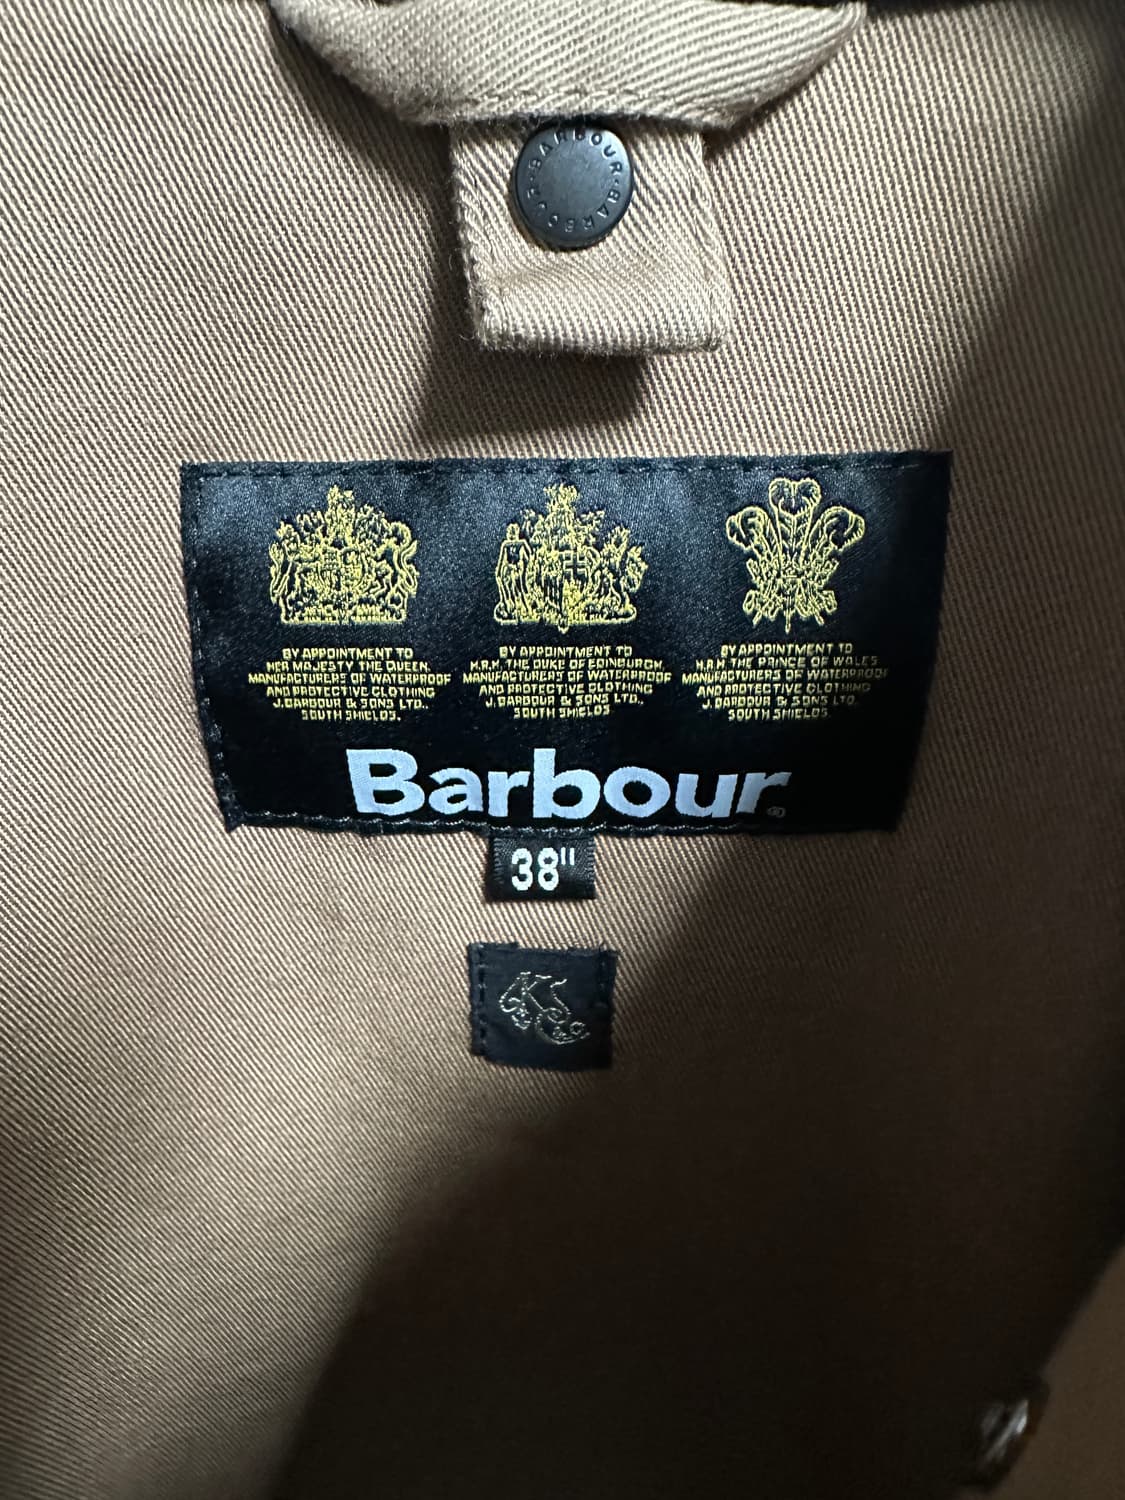 BARBOUR · BARBOUR ·
BY APPOINTMENT TO
HER MAJESTY THE QUEEN,
MANUFACTURERS OF WATERPROOF
AND PROTECTIVE CLOTHING
J. BARBOUR & SONS LTD.,
SOUTH SHIELDS.
BY APPOINTMENT TO
H.R.H. THE DUKE OF EDINBURGH
MANUFACTURERS OF WATERPROOF
AND PROTECTIVE CLOTHING
J. BARBOUR & SONS LTD.,
SOUTH SHIELDS.
BY APPOINTMENT TO
H.R.H THE PRINCE OF WALES
MANUFACTURERS OF WATERPROOF
AND PROTECTIVE CLOTHING
J. BARBOUR & SONS LTD.
SOUTH SHIELDS.
Barbour®
38"